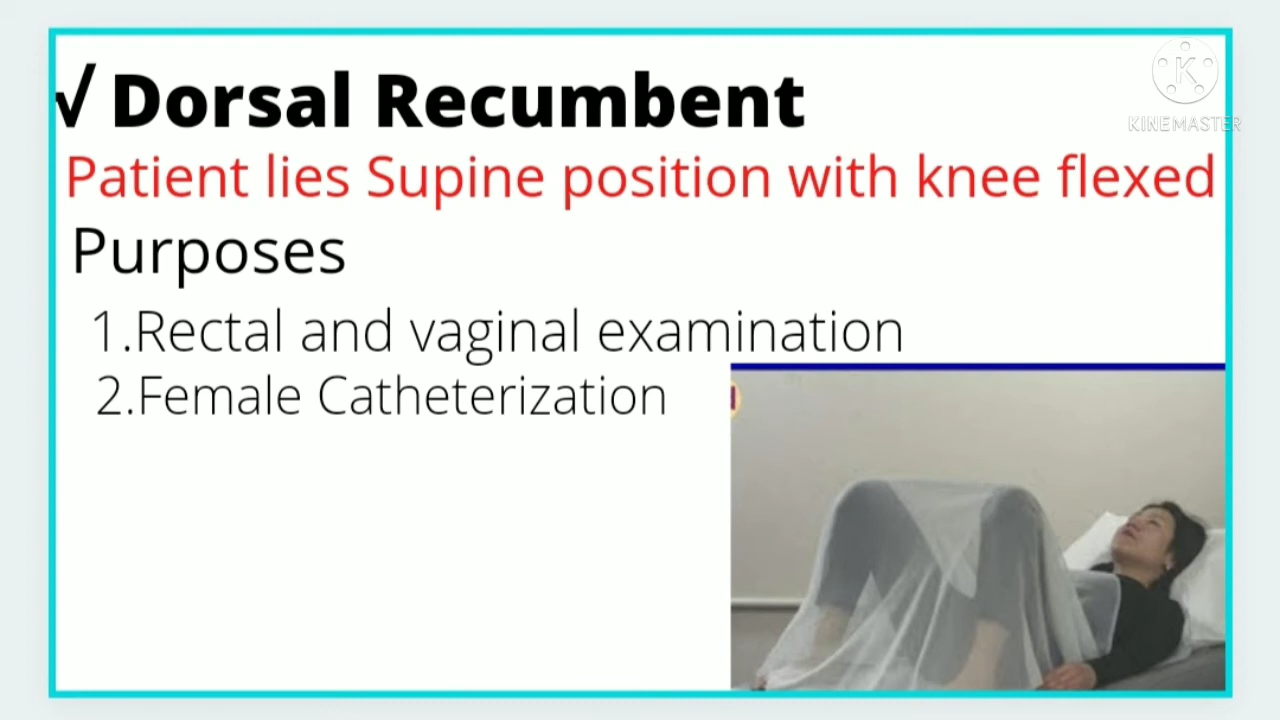 √ Dorsal Recumbent
Patient lies Supine position with knee flexed
Purposes
1.Rectal and vaginal examination
2.Female Catheterization
K
KINEMASTER